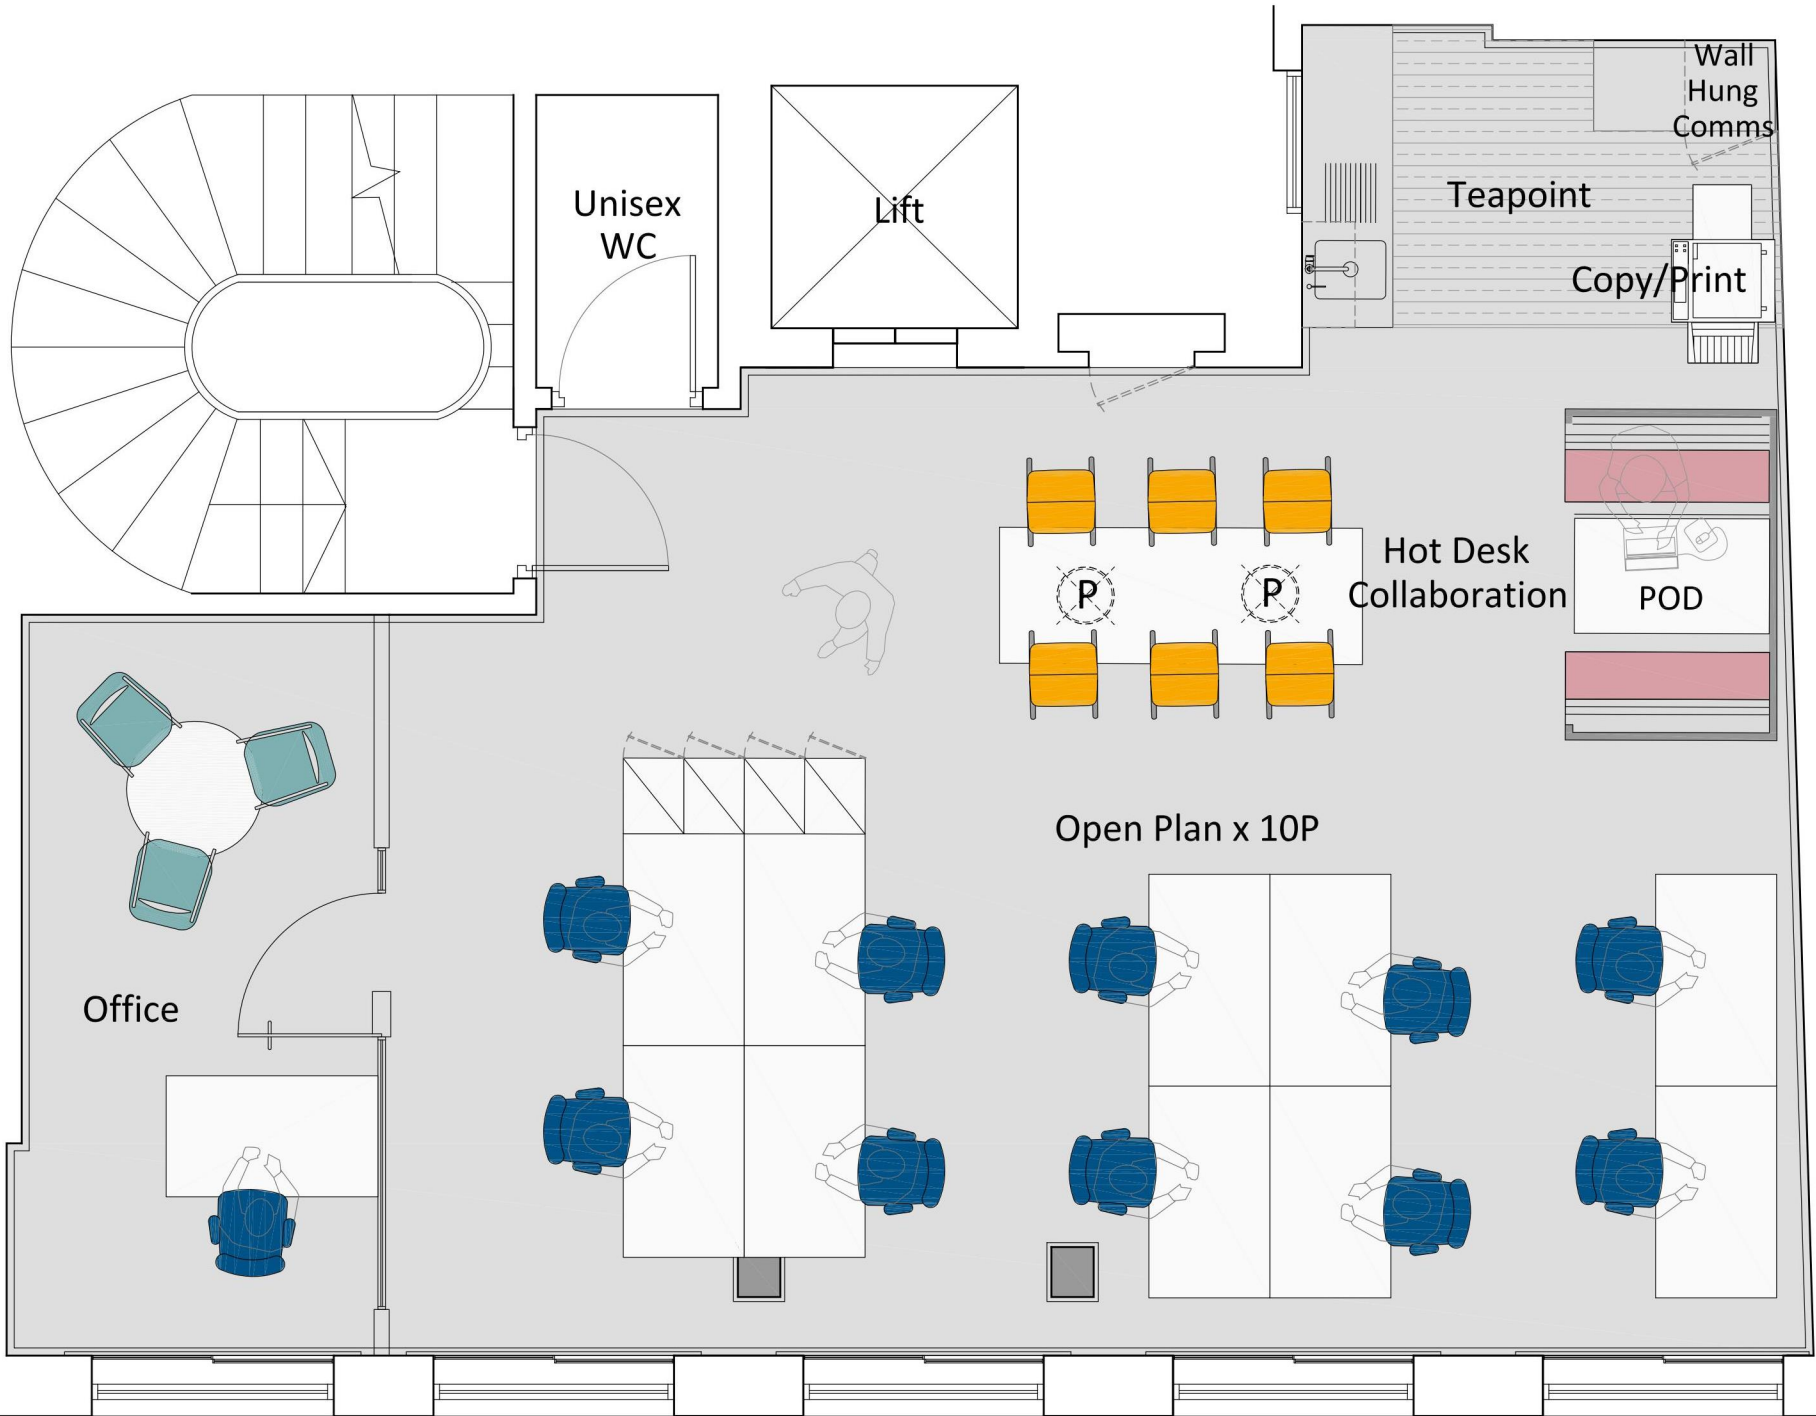 Wall
Hung
Comms
Unisex
WC
Lift
Teapoint
Copy/Print
Hot Desk
Collaboration
P
P
POD
Open Plan x 10P
Office